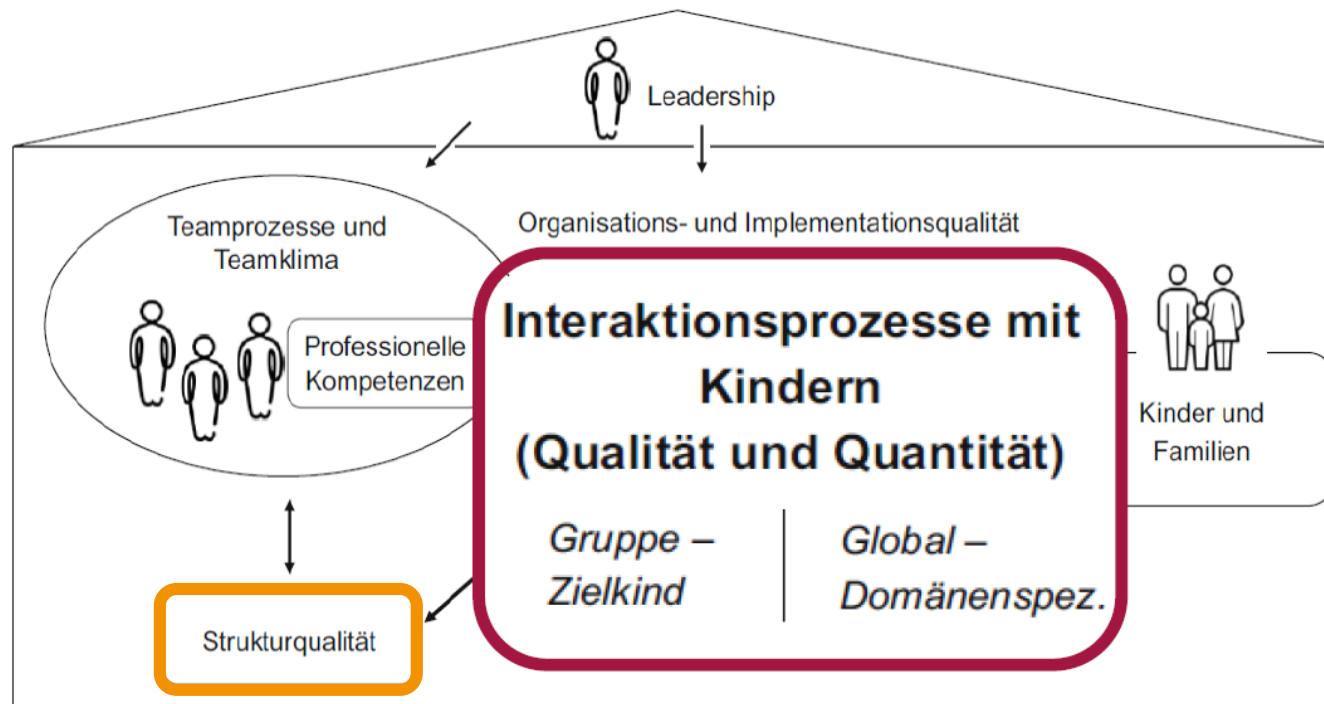 Leadership
Teamprozesse und
Teamklima
Organisations- und Implementationsqualität
Professionelle
Kompetenzen
Interaktionsprozesse mit
Kindern
(Qualität und Quantität)
Gruppe –
Zielkind
Global –
Domänenspez.
Kinder und
Familien
Strukturqualität